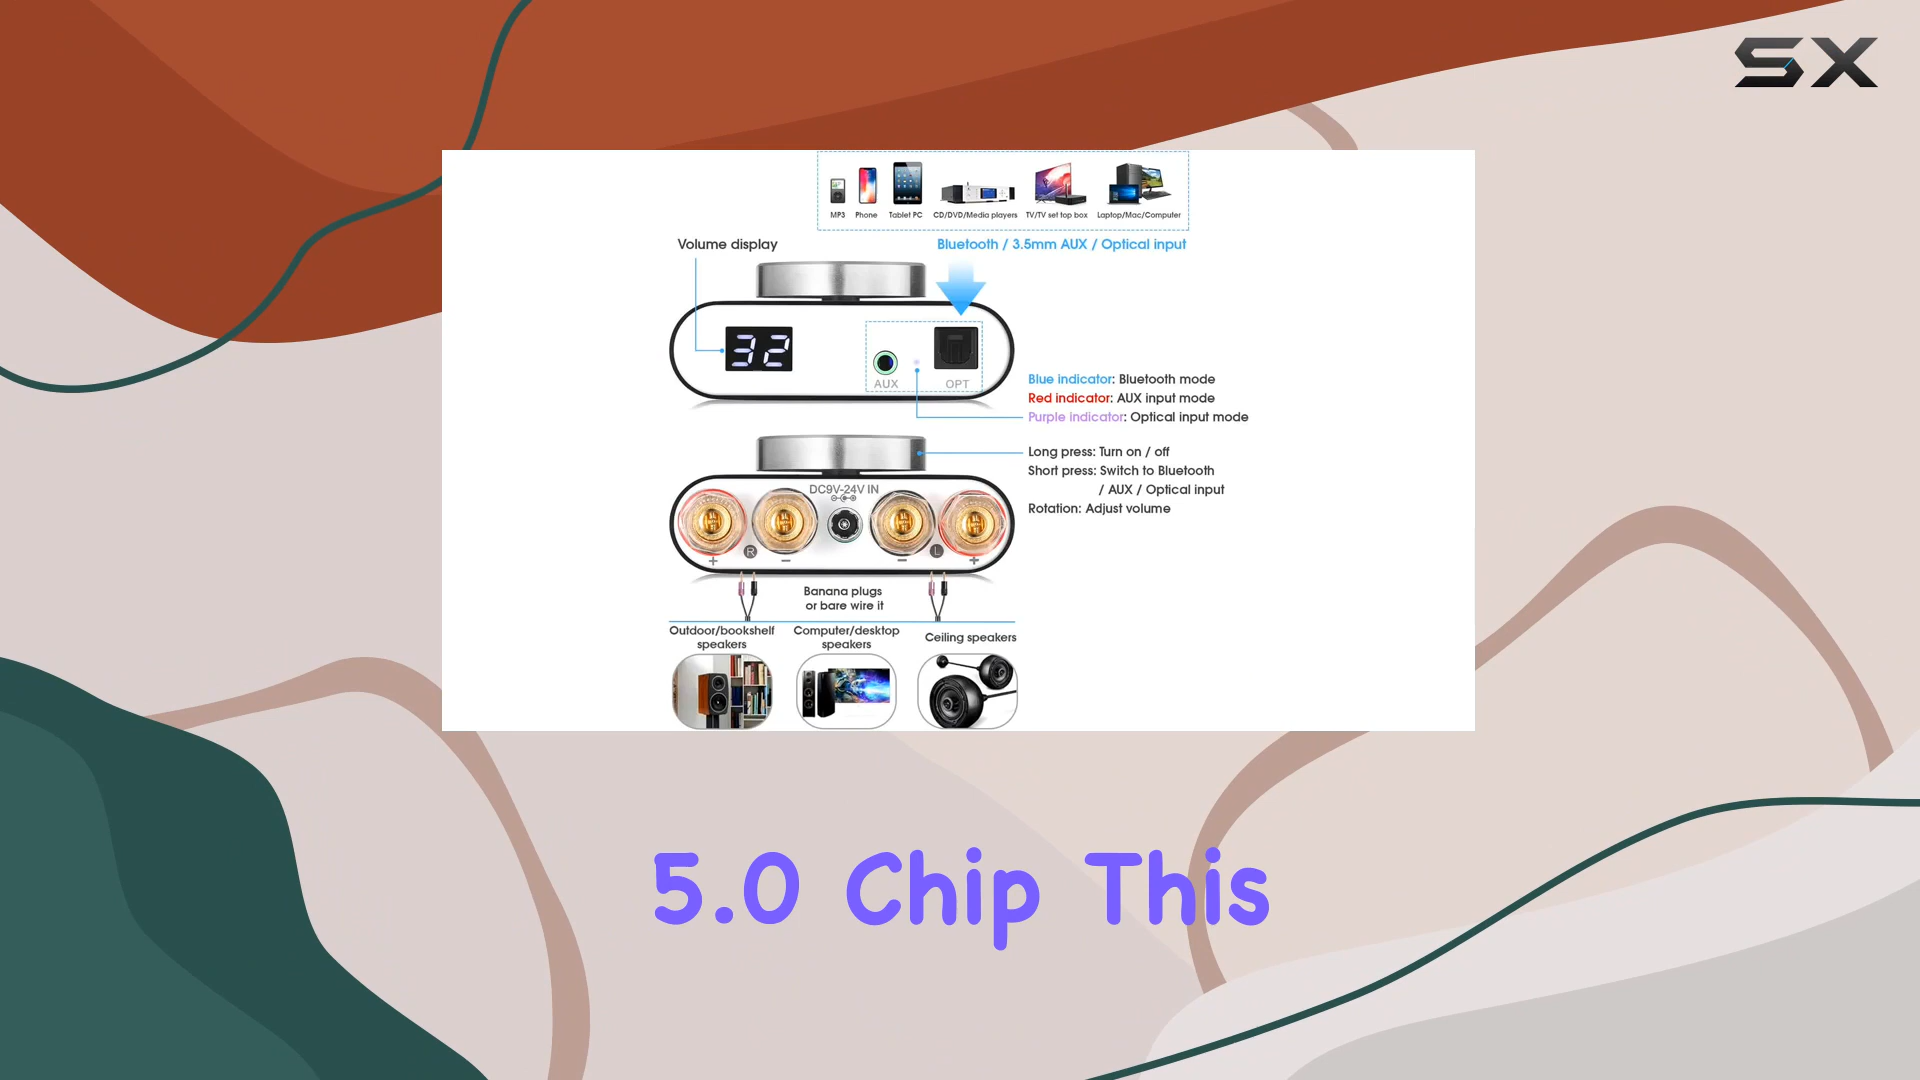 SX
MP3 Phone Tablet PC CD/DVD/Media players TV/TV set top box Laptop/Mac/Computer
Volume display
Bluetooth / 3.5mm AUX / Optical input
32
AUX
OPT
Blue indicator: Bluetooth mode
Red indicator: AUX input mode
Purple indicator: Optical input mode
Long press: Turn on / off
Short press: Switch to Bluetooth
/ AUX / Optical input
Rotation: Adjust volume
DC9V-24V IN
R
L
+ − − +
Banana plugs
or bare wire it
Outdoor/bookshelf
speakers
Computer/desktop
speakers
Ceiling speakers
5.0 Chip This